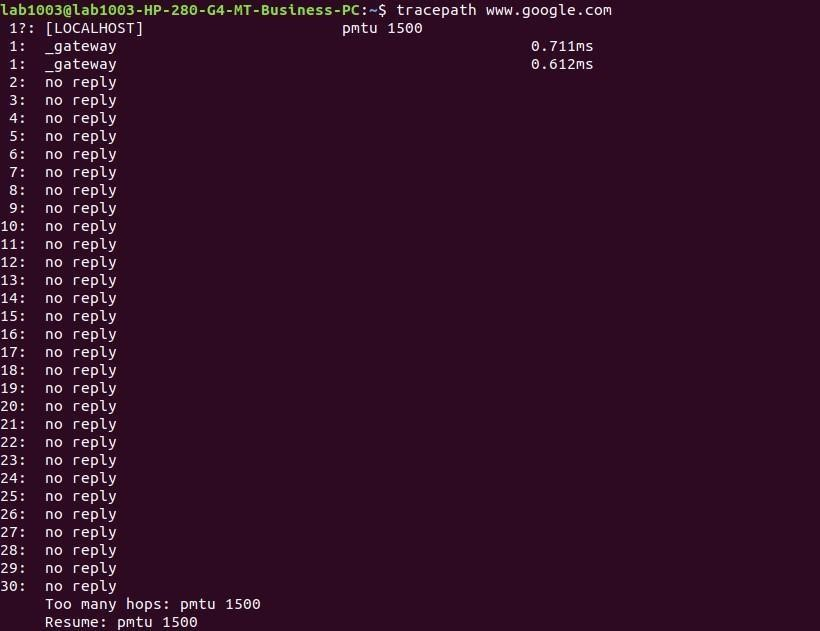 lab1003@lab1003-HP-280-G4-MT-Business-PC:~$ tracepath www.google.com
 1?: [LOCALHOST]                      pmtu 1500
 1:  _gateway                                              0.711ms
 1:  _gateway                                              0.612ms
 2:  no reply
 3:  no reply
 4:  no reply
 5:  no reply
 6:  no reply
 7:  no reply
 8:  no reply
 9:  no reply
10:  no reply
11:  no reply
12:  no reply
13:  no reply
14:  no reply
15:  no reply
16:  no reply
17:  no reply
18:  no reply
19:  no reply
20:  no reply
21:  no reply
22:  no reply
23:  no reply
24:  no reply
25:  no reply
26:  no reply
27:  no reply
28:  no reply
29:  no reply
30:  no reply
     Too many hops: pmtu 1500
     Resume: pmtu 1500